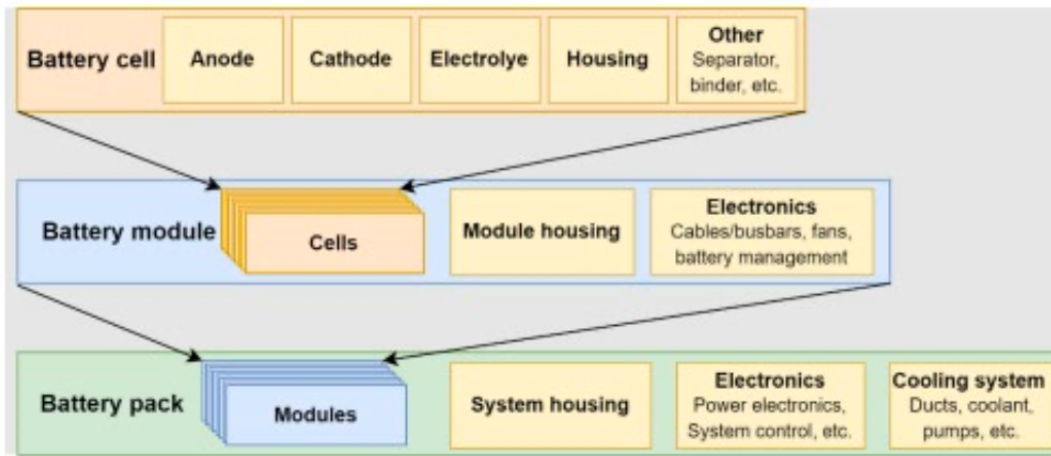 Battery cell
Anode
Cathode
Electrolye
Housing
Other
Separator,
binder, etc.
Battery module
Cells
Module housing
Electronics
Cables/busbars, fans,
battery management
Battery pack
Modules
System housing
Electronics
Power electronics,
System control, etc.
Cooling system
Ducts, coolant,
pumps, etc.